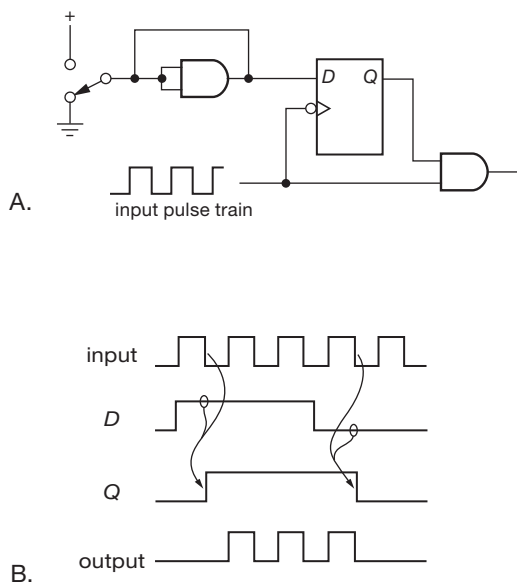 +
D Q
A.
input pulse train
input
D
Q
output
B.